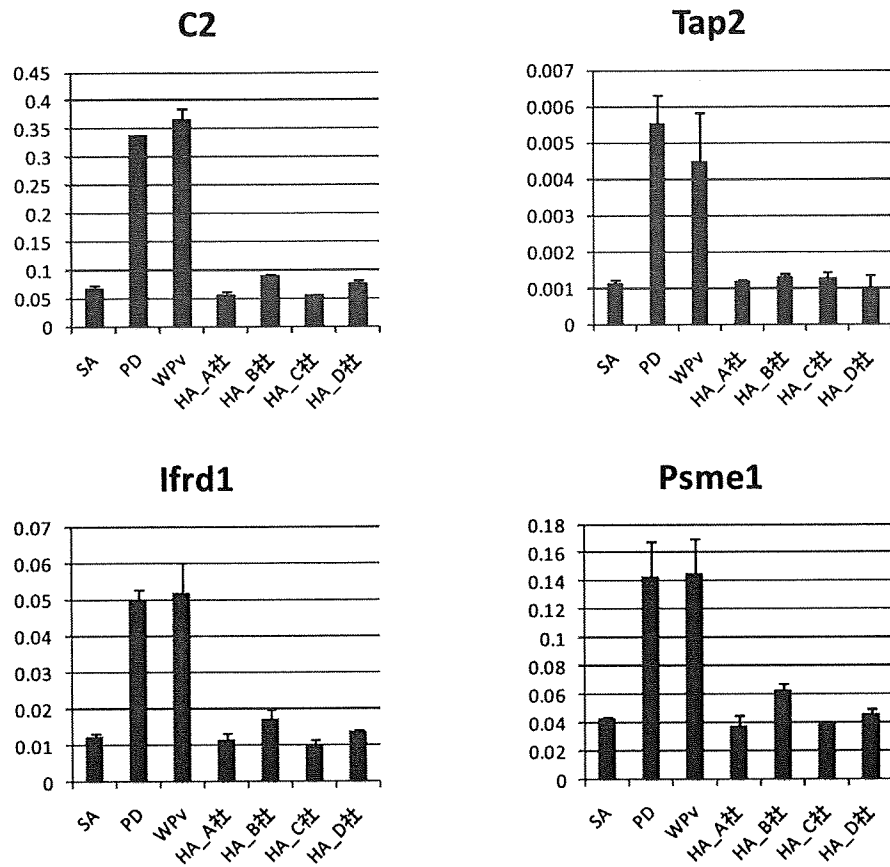 C2
0.45
0.4
0.35
0.3
0.25
0.2
0.15
0.1
0.05
0
SA
PD
WPv
HA_A社
HA_B社
HA_C社
HA_D社
Tap2
0.007
0.006
0.005
0.004
0.003
0.002
0.001
0
SA
PD
WPv
HA_A社
HA_B社
HA_C社
HA_D社
Ifrd1
0.07
0.06
0.05
0.04
0.03
0.02
0.01
0
SA
PD
WPv
HA_A社
HA_B社
HA_C社
HA_D社
Psme1
0.18
0.16
0.14
0.12
0.1
0.08
0.06
0.04
0.02
0
SA
PD
WPv
HA_A社
HA_B社
HA_C社
HA_D社